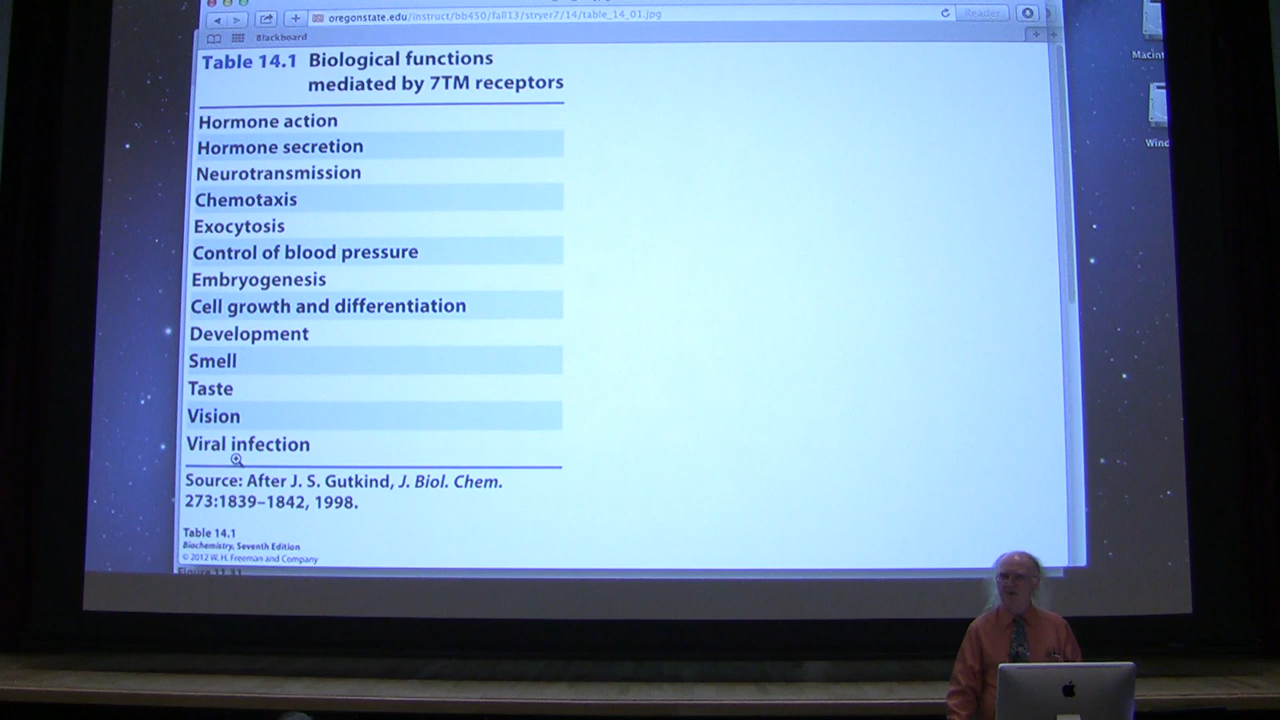 oregonstate.edu/instruct/bb450/fall13/stryer7/14/table_14_01.jpg
Reader
Blackboard
Table 14.1 Biological functions
mediated by 7TM receptors
Hormone action
Hormone secretion
Neurotransmission
Chemotaxis
Exocytosis
Control of blood pressure
Embryogenesis
Cell growth and differentiation
Development
Smell
Taste
Vision
Viral infection
Source: After J. S. Gutkind, J. Biol. Chem.
273:1839–1842, 1998.
Table 14.1
Biochemistry, Seventh Edition
© 2012 W. H. Freeman and Company
Macint
Wind